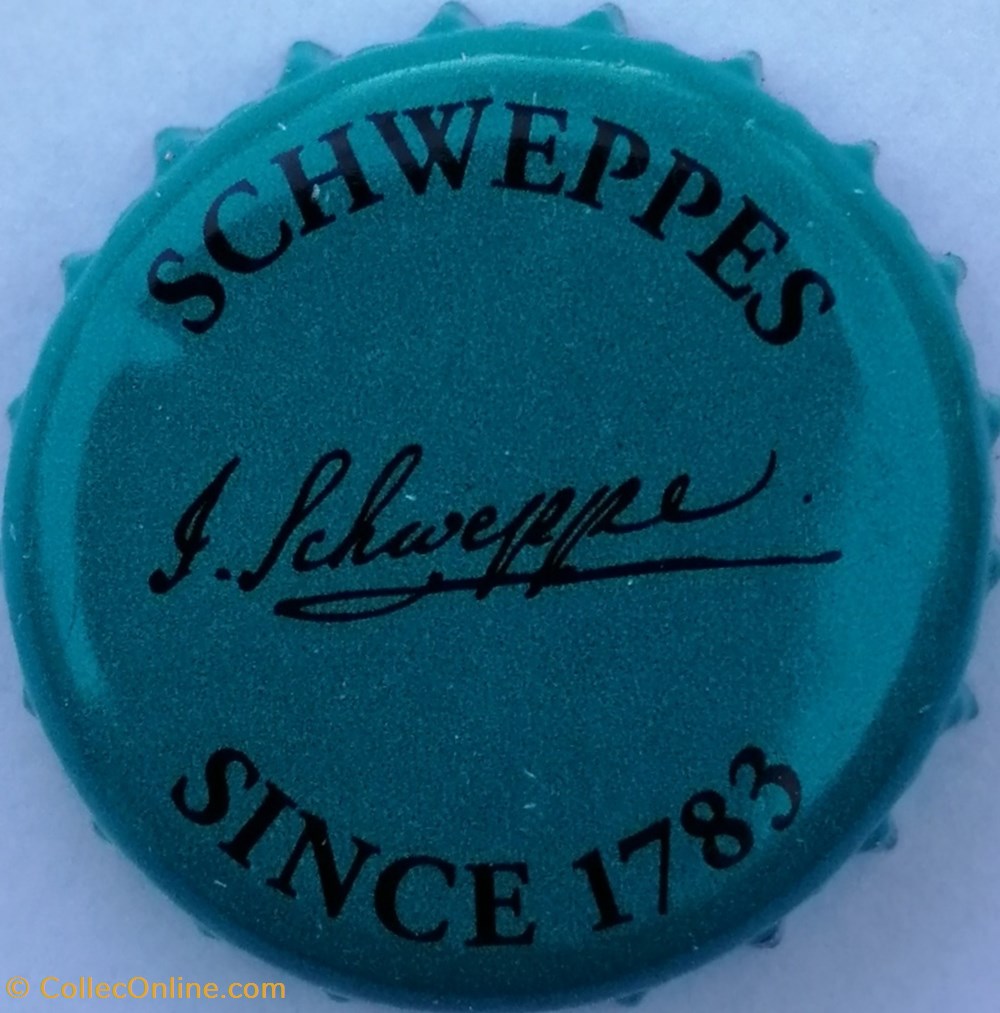 SCHWEPPES
J. Schweppe.
SINCE 1783
© CollecOnline.com